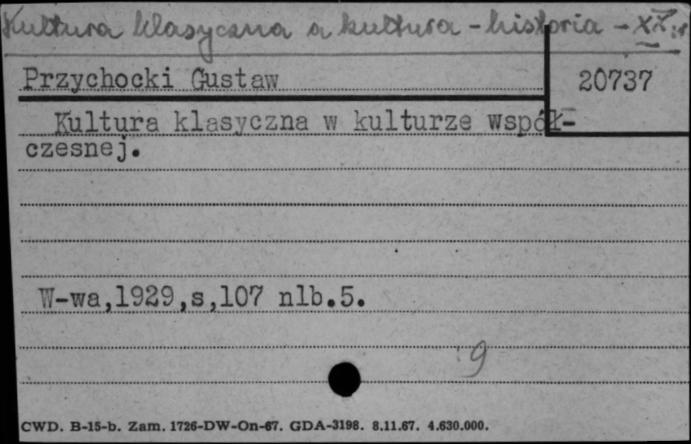 Kultura klasyczna a kultura - historia - XX w
Przychocki Gustaw
20737
Kultura klasyczna w kulturze współ-
czesnej.
W-wa,1929,s,107 nlb.5.
9
CWD. B-15-b. Zam. 1726-DW-On-67. GDA-3198. 8.11.67. 4.630.000.